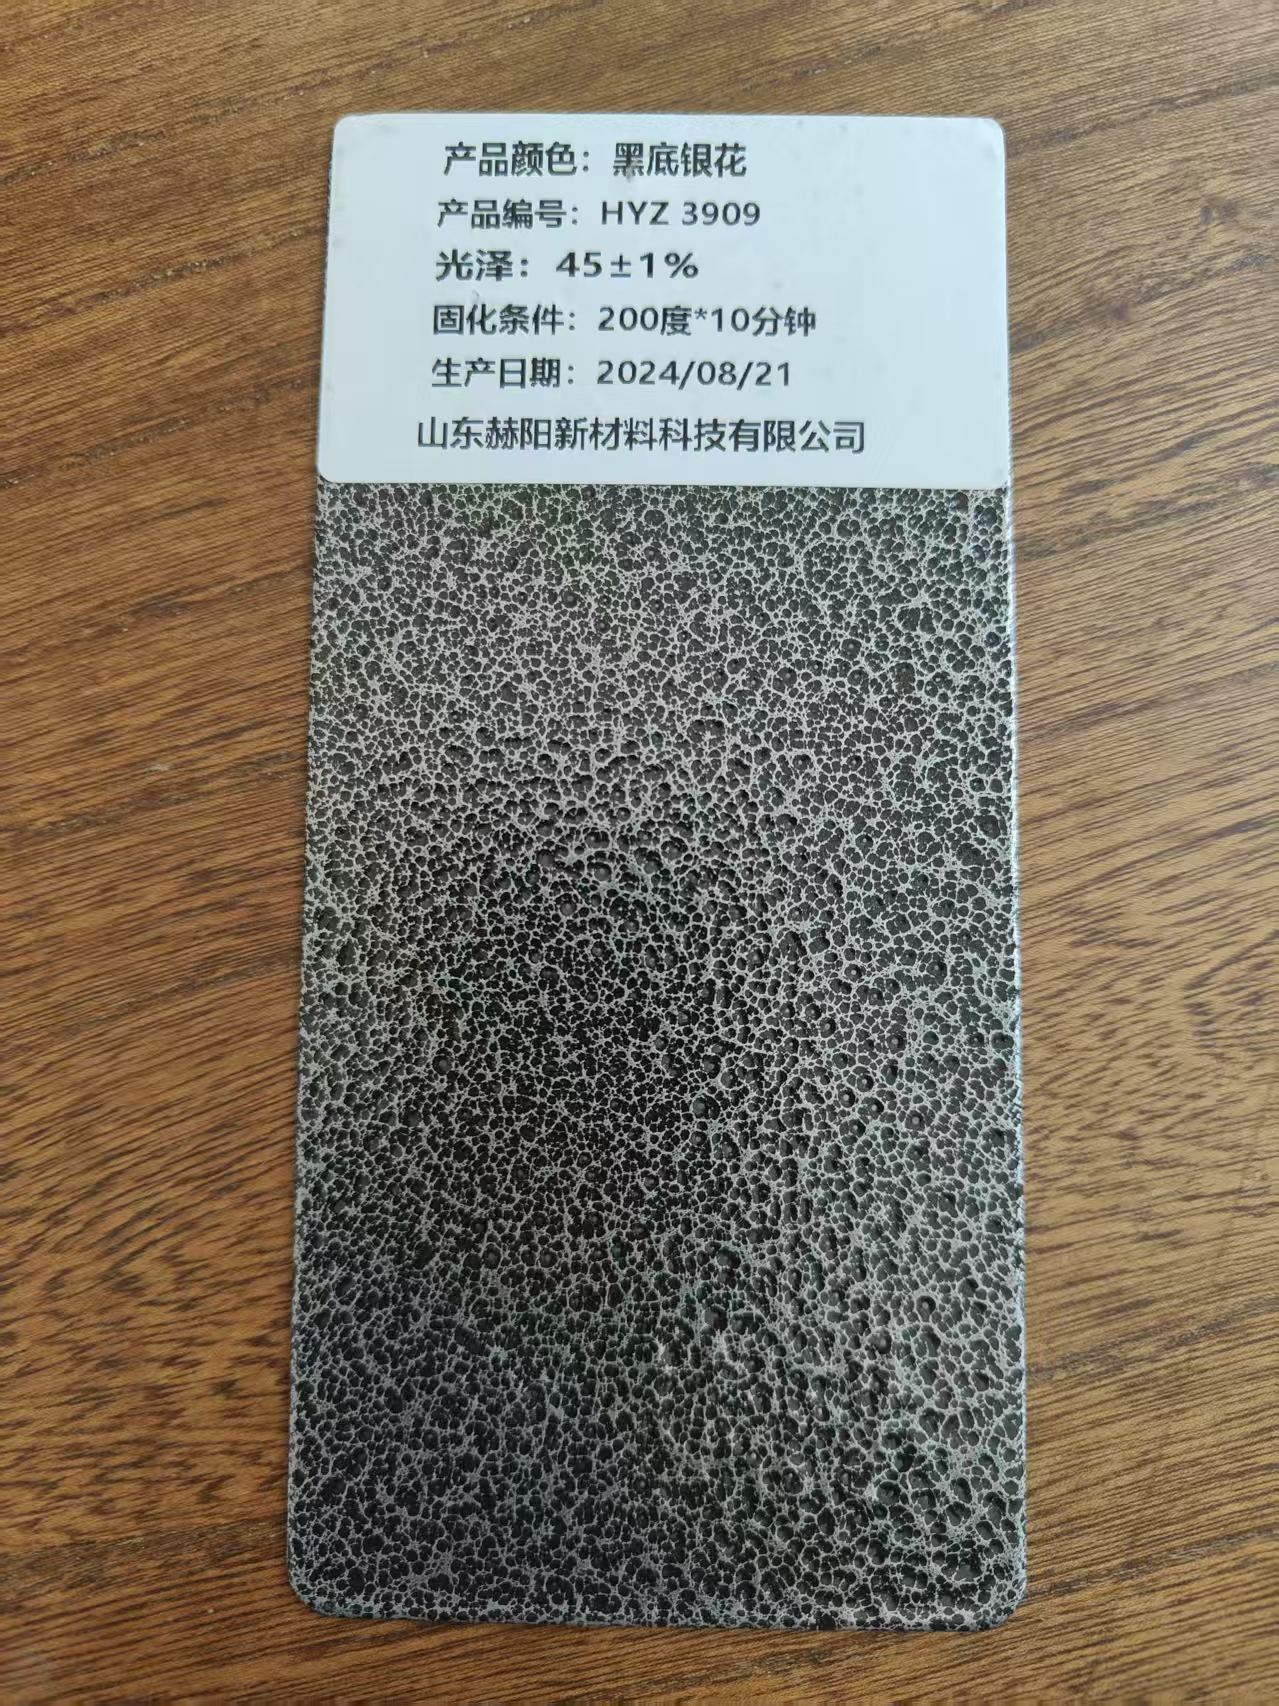 产品颜色：黑底银花
产品编号：HYZ 3909
光泽：45±1%
固化条件：200度*10分钟
生产日期：2024/08/21
山东赫阳新材料科技有限公司